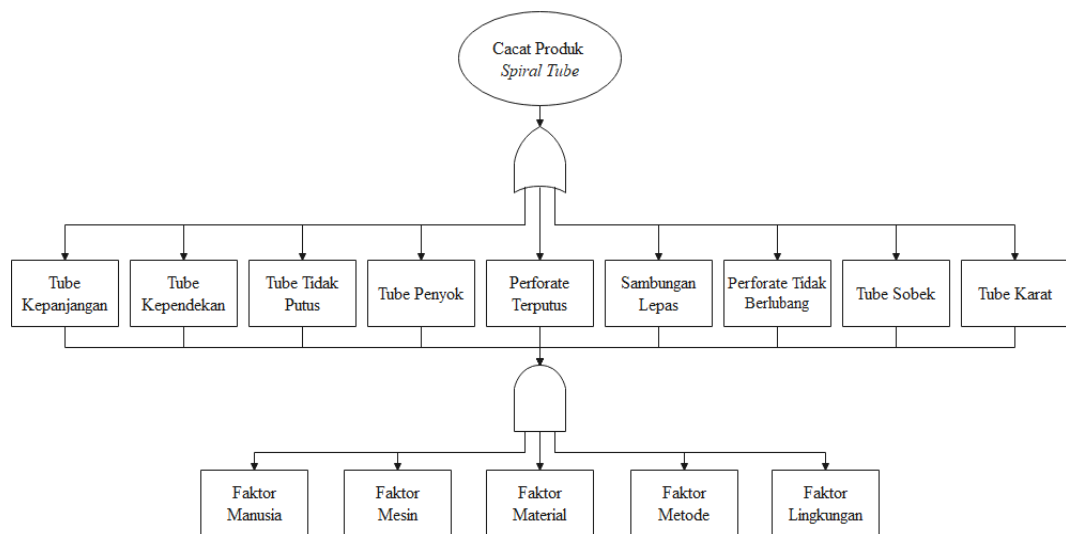 Cacat Produk
Spiral Tube
Tube
Kepanjangan
Tube
Kependekan
Tube Tidak
Putus
Tube Penyok
Perforate
Terputus
Sambungan
Lepas
Perforate Tidak
Berlubang
Tube Sobek
Tube Karat
Faktor
Manusia
Faktor
Mesin
Faktor
Material
Faktor
Metode
Faktor
Lingkungan